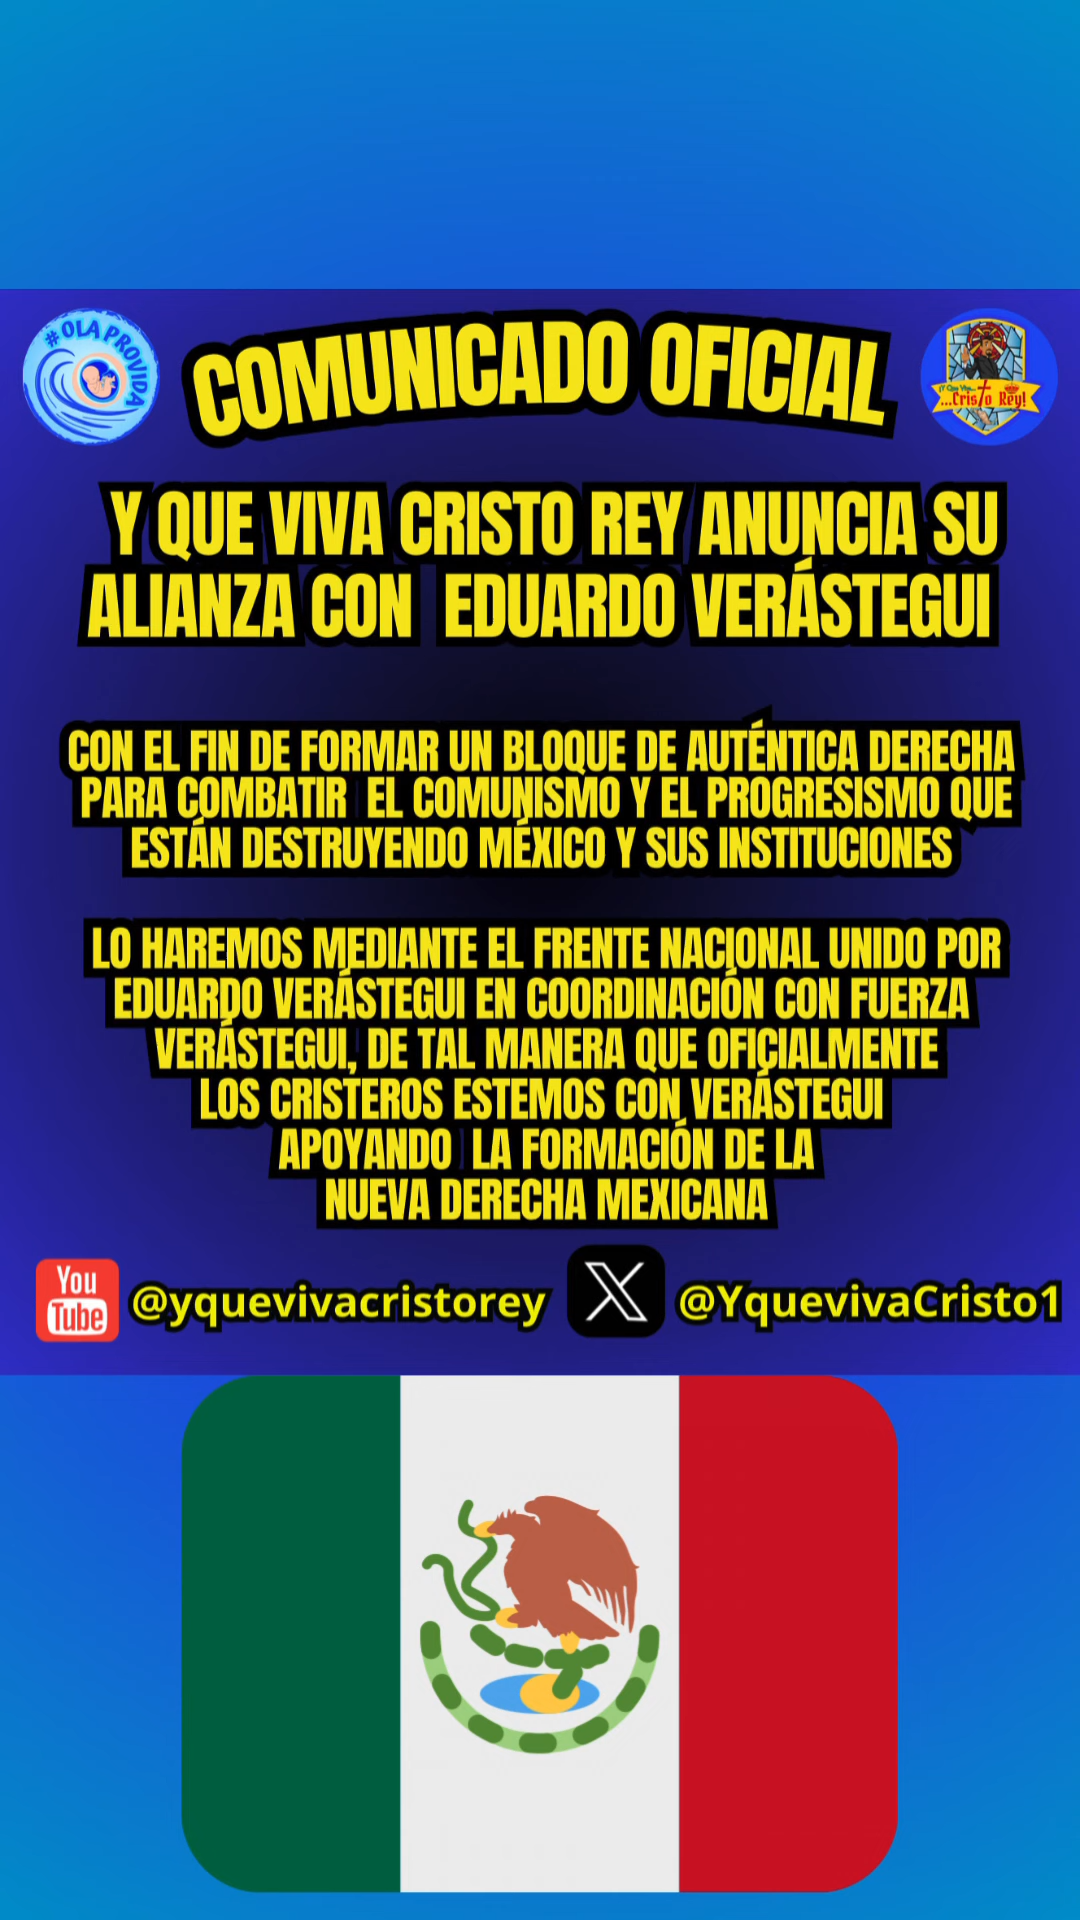 #OLA PROVIDA
COMUNICADO OFICIAL
¡Y Que Viva...
...Cristo Rey!
Y QUE VIVA CRISTO REY ANUNCIA SU
ALIANZA CON EDUARDO VERÁSTEGUI
CON EL FIN DE FORMAR UN BLOQUE DE AUTÉNTICA DERECHA
PARA COMBATIR EL COMUNISMO Y EL PROGRESISMO QUE
ESTÁN DESTRUYENDO MÉXICO Y SUS INSTITUCIONES
LO HAREMOS MEDIANTE EL FRENTE NACIONAL UNIDO POR
EDUARDO VERÁSTEGUI EN COORDINACIÓN CON FUERZA
VERÁSTEGUI, DE TAL MANERA QUE OFICIALMENTE
LOS CRISTEROS ESTEMOS CON VERÁSTEGUI
APOYANDO LA FORMACIÓN DE LA
NUEVA DERECHA MEXICANA
You
Tube
@yquevivacristorey
X
@YquevivaCristo1